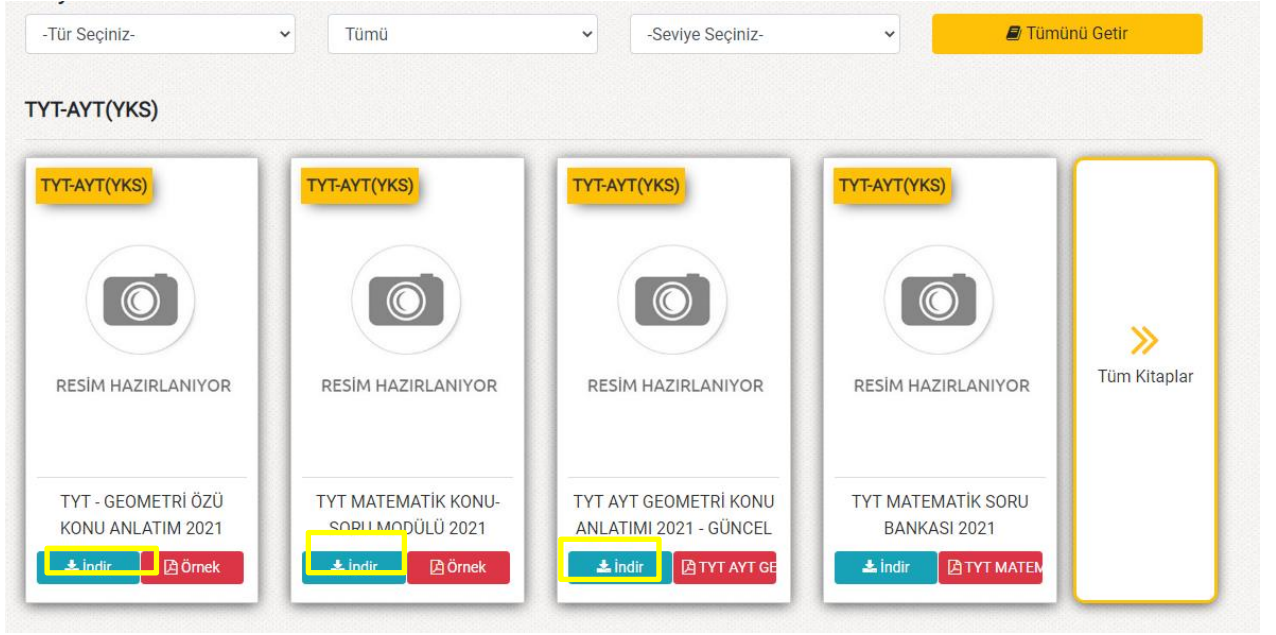 -Tür Seçiniz-
Tümü
-Seviye Seçiniz-
Tümünü Getir
TYT-AYT(YKS)
TYT-AYT(YKS)
RESİM HAZIRLANIYOR
TYT - GEOMETRİ ÖZÜ
KONU ANLATIM 2021
İndir
Örnek
TYT-AYT(YKS)
RESİM HAZIRLANIYOR
TYT MATEMATİK KONU-
SORU MODÜLÜ 2021
İndir
Örnek
TYT-AYT(YKS)
RESİM HAZIRLANIYOR
TYT AYT GEOMETRİ KONU
ANLATIMI 2021 - GÜNCEL
İndir
TYT AYT GE
TYT-AYT(YKS)
RESİM HAZIRLANIYOR
TYT MATEMATİK SORU
BANKASI 2021
İndir
TYT MATEM
Tüm Kitaplar